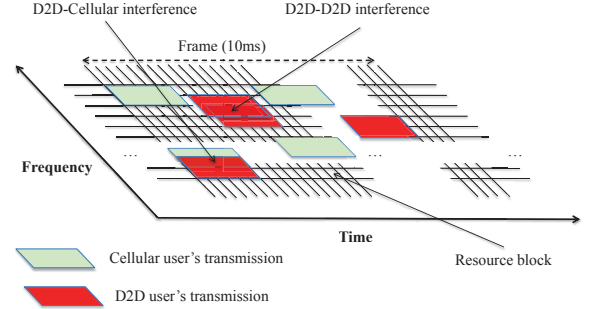 D2D-Cellular interference
D2D-D2D interference
Frame (10ms)
...
...
...
Frequency
Time
Cellular user's transmission
Resource block
D2D user's transmission